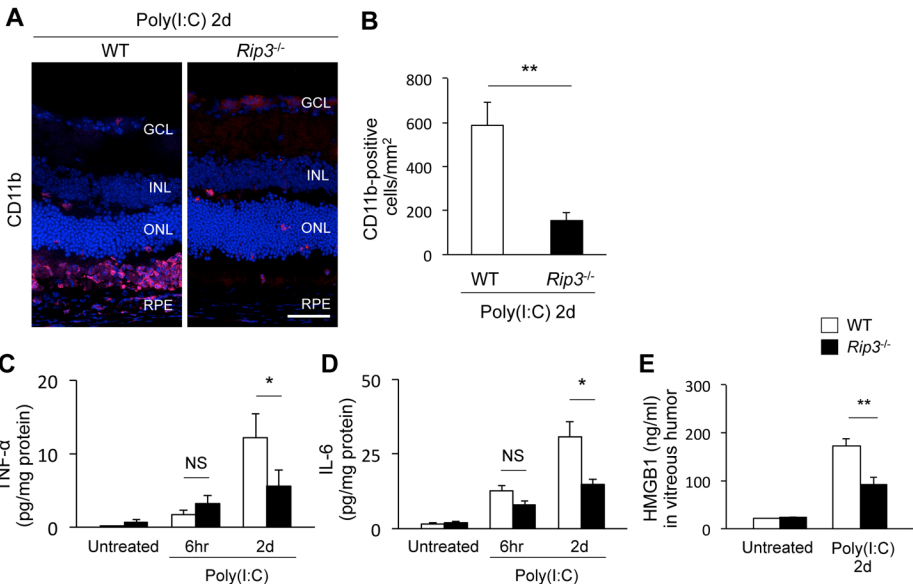 A
Poly(I:C) 2d
WT
Rip3-/-
CD11b
GCL
INL
ONL
RPE
GCL
INL
ONL
RPE
B
**
800
600
400
200
0
CD11b-positive
cells/mm2
WT
Rip3-/-
Poly(I:C) 2d
WT
Rip3-/-
C
20
10
0
TNF-α
(pg/mg protein)
NS
*
Untreated
6hr
2d
Poly(I:C)
D
50
25
0
IL-6
(pg/mg protein)
NS
*
Untreated
6hr
2d
Poly(I:C)
E
300
200
100
0
HMGB1 (ng/ml)
in vitreous humor
**
Untreated
Poly(I:C)
2d